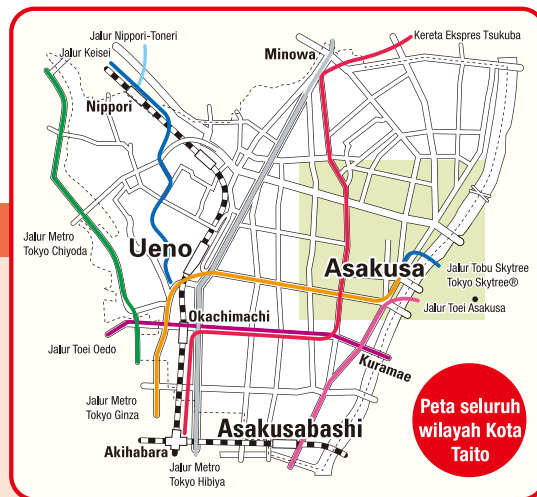 Jalur Nippori-Toneri
Jalur Keisei
Kereta Ekspres Tsukuba
Minowa
Nippori
Jalur Metro
Tokyo Chiyoda
Ueno
Asakusa
Jalur Tobu Skytree
Tokyo Skytree®
Jalur Toei Asakusa
Okachimachi
Jalur Toei Oedo
Kuramae
Jalur Metro
Tokyo Ginza
Asakusabashi
Akihabara
Jalur Metro
Tokyo Hibiya
Peta seluruh
wilayah Kota
Taito